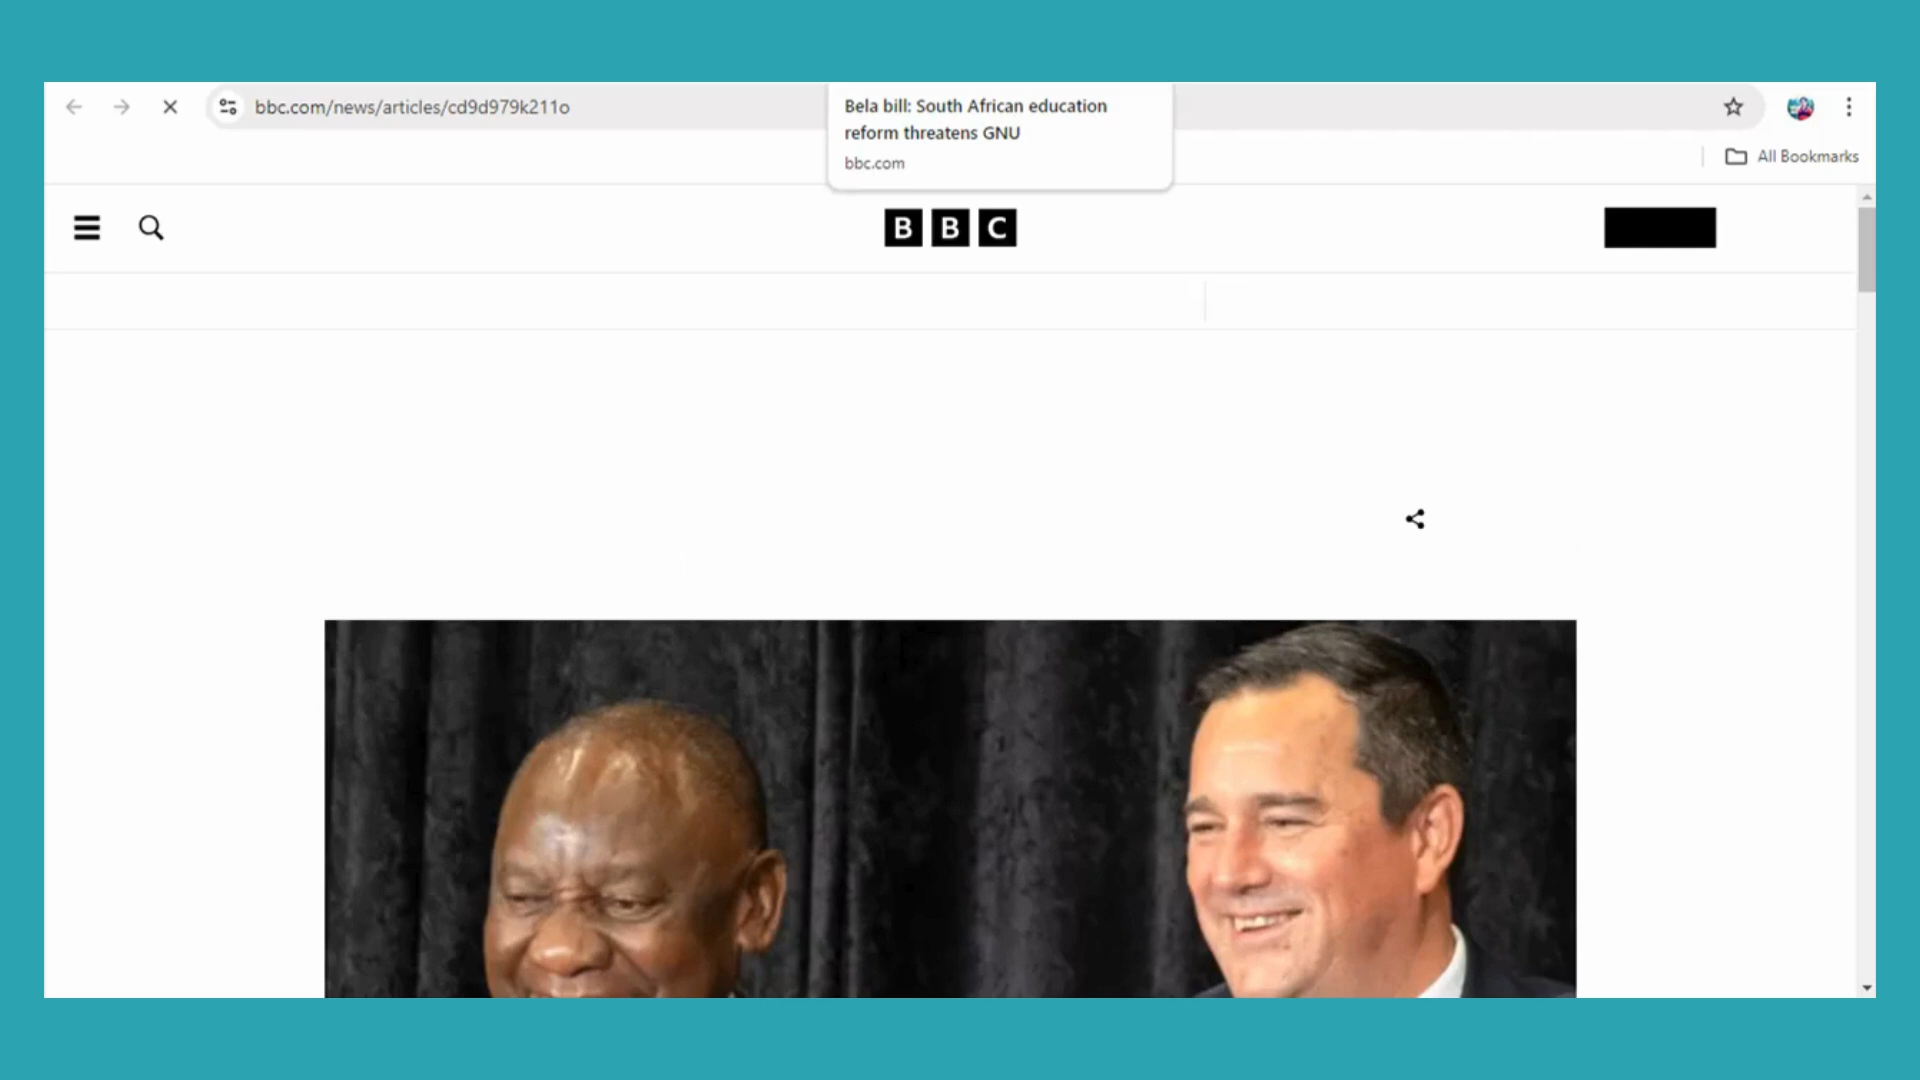 bbc.com/news/articles/cd9d979k211o
Bela bill: South African education
reform threatens GNU
bbc.com
All Bookmarks
BBC